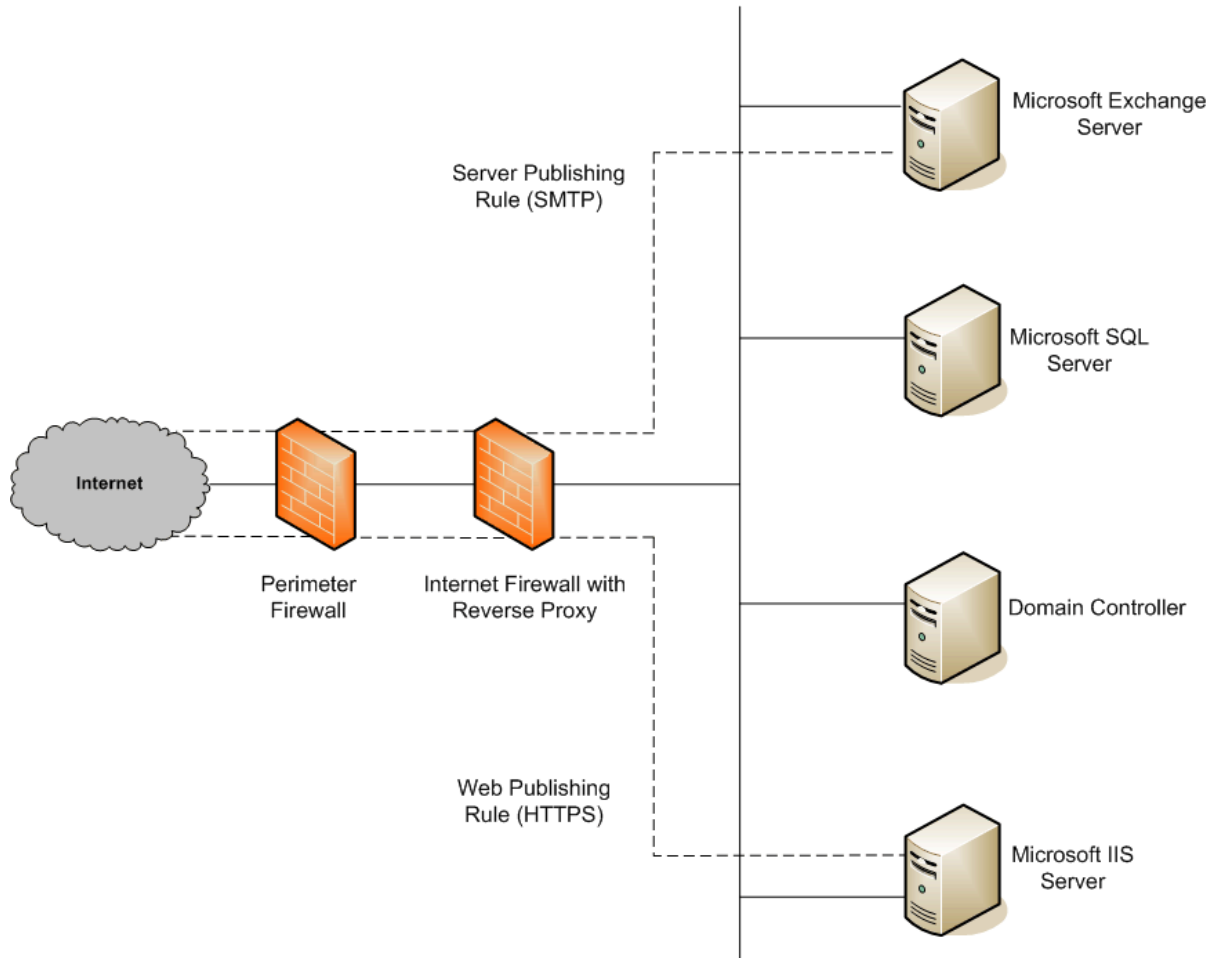 Microsoft Exchange
Server
Server Publishing
Rule (SMTP)
Microsoft SQL
Server
Internet
Perimeter
Firewall
Internet Firewall with
Reverse Proxy
Domain Controller
Web Publishing
Rule (HTTPS)
Microsoft IIS
Server